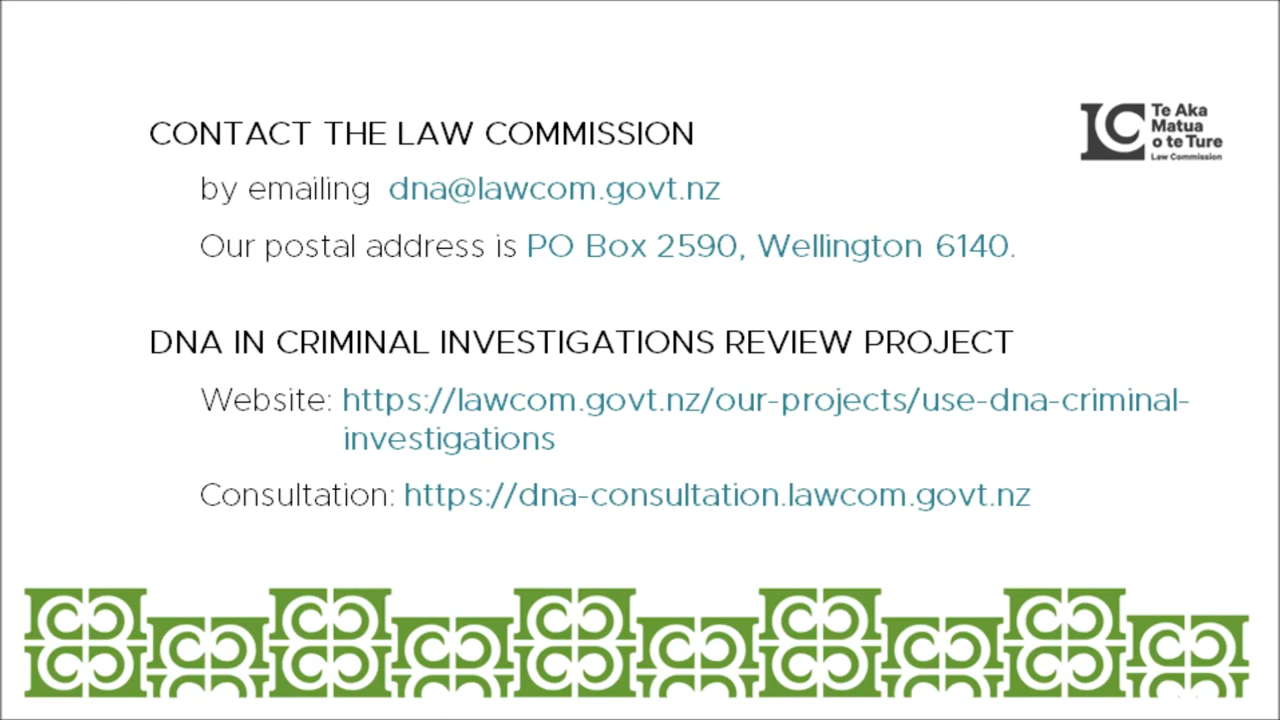 CONTACT THE LAW COMMISSION
by emailing dna@lawcom.govt.nz
Our postal address is PO Box 2590, Wellington 6140.
DNA IN CRIMINAL INVESTIGATIONS REVIEW PROJECT
Website: https://lawcom.govt.nz/our-projects/use-dna-criminal-
investigations
Consultation: https://dna-consultation.lawcom.govt.nz
Te Aka
Matua
o te Ture
Law Commission